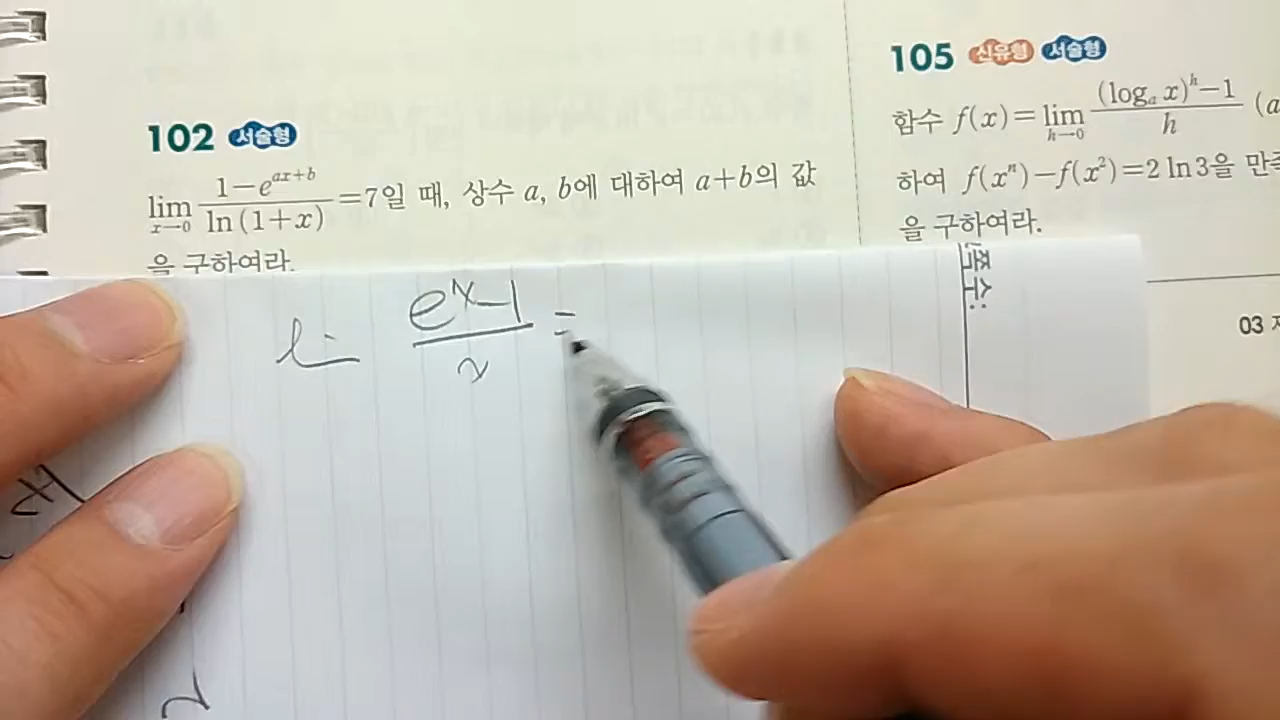 102 서술형
lim x→0 (1-e^{ax+b})/(ln(1+x)) =7일 때, 상수 a, b에 대하여 a+b의 값
을 구하여라.
105 신유형 서술형
함수 f(x)=lim h→0 ((log_a x)^h-1)/h (a
하여 f(x^n)-f(x^2)=2 ln 3을 만족
을 구하여라.
03
li (e^x-1)/x =